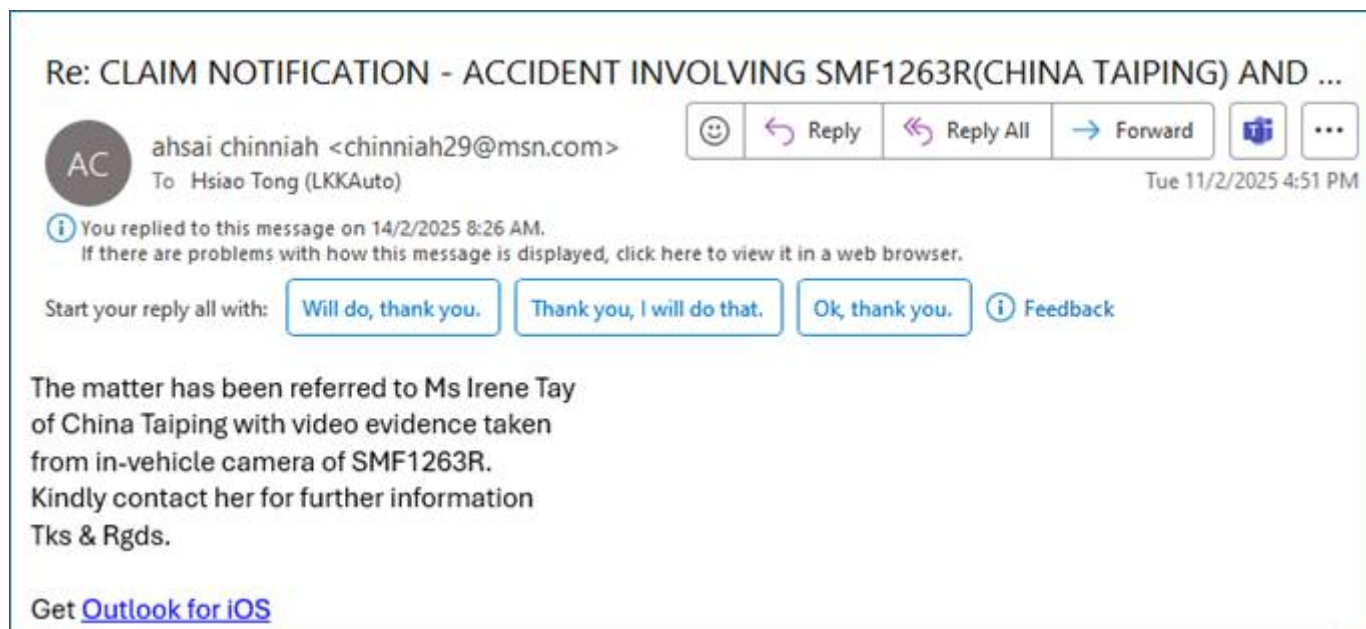 Re: CLAIM NOTIFICATION - ACCIDENT INVOLVING SMF1263R(CHINA TAIPING) AND ...
AC
ahsai chinniah <chinniah29@msn.com>
Reply
Reply All
Forward
To Hsiao Tong (LKKAuto)
Tue 11/2/2025 4:51 PM
You replied to this message on 14/2/2025 8:26 AM.
If there are problems with how this message is displayed, click here to view it in a web browser.
Start your reply all with: Will do, thank you. Thank you, I will do that. Ok, thank you. Feedback
The matter has been referred to Ms Irene Tay
of China Taiping with video evidence taken
from in-vehicle camera of SMF1263R.
Kindly contact her for further information
Tks & Rgds.
Get Outlook for iOS